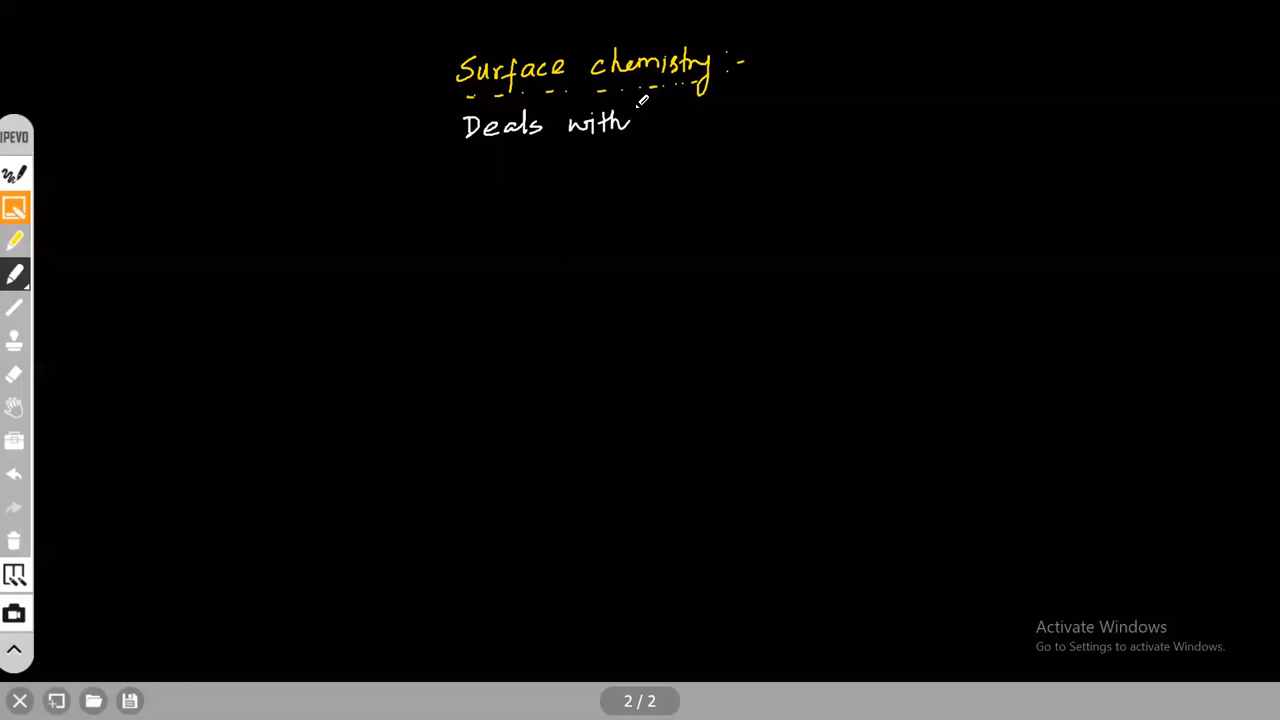 Surface chemistry :-
Deals with
IPEVO
Activate Windows
Go to Settings to activate Windows.
2 / 2